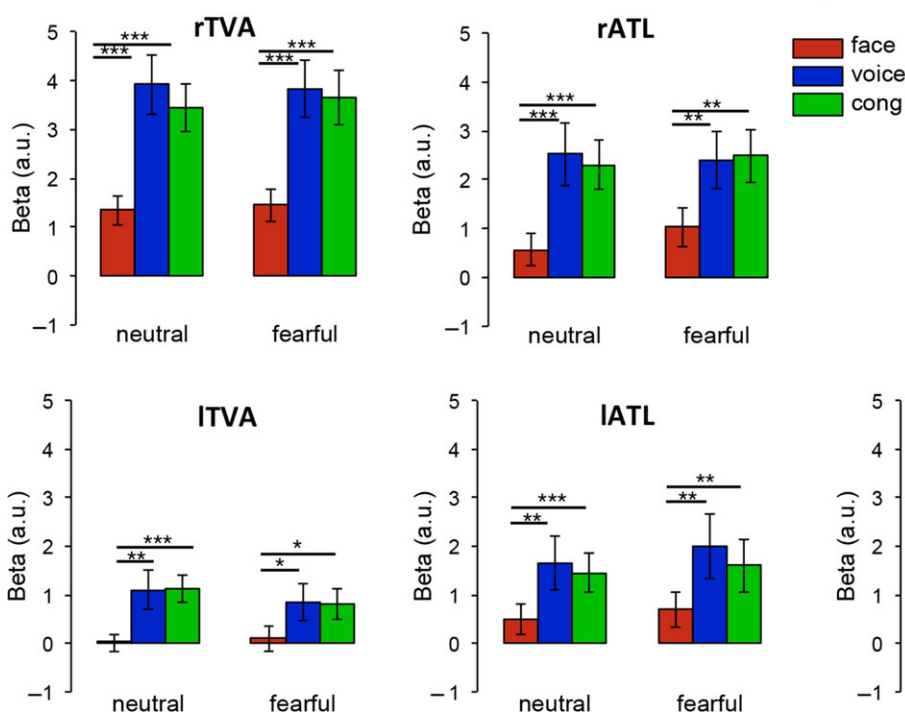 rTVA
5
4
3
2
1
0
–1
Beta (a.u.)
***
***
***
***
neutral
fearful
rATL
5
4
3
2
1
0
–1
Beta (a.u.)
***
***
**
**
neutral
fearful
face
voice
cong
lTVA
5
4
3
2
1
0
–1
Beta (a.u.)
***
**
*
*
neutral
fearful
lATL
5
4
3
2
1
0
–1
Beta (a.u.)
***
**
**
**
neutral
fearful
5
4
3
2
1
0
–1
Beta (a.u.)